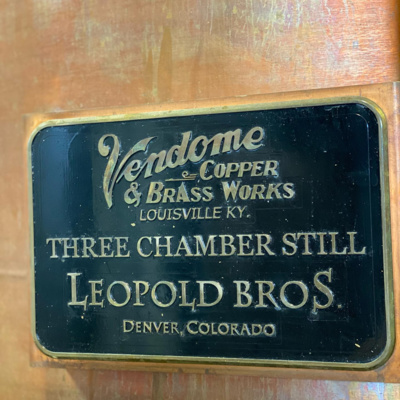 Vendome
COPPER
& BRASS WORKS
LOUISVILLE KY.
THREE CHAMBER STILL
LEOPOLD BROS.
DENVER, COLORADO